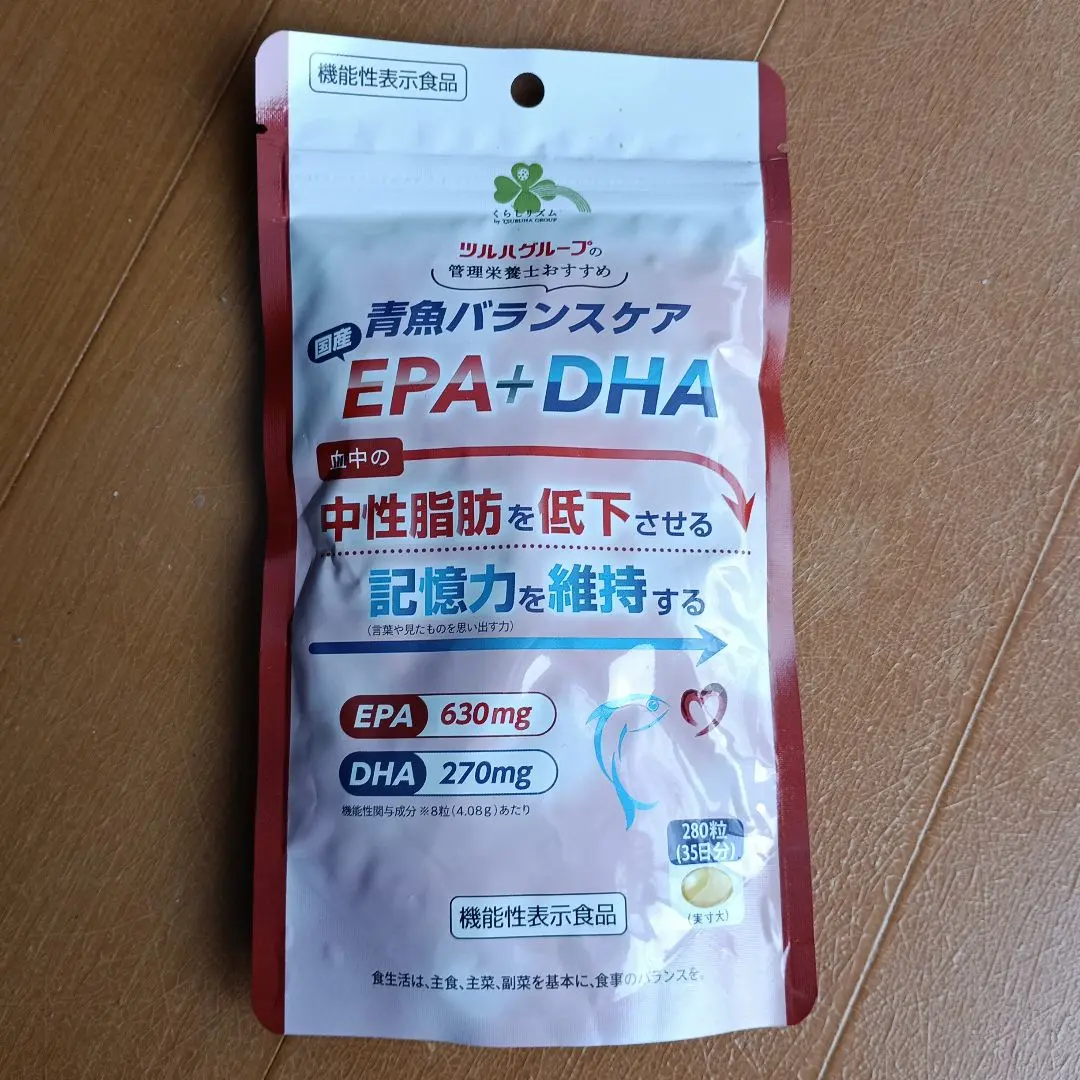 機能性表示食品
くらしリズム
by TSURUHA GROUP
ツルハグループの
管理栄養士おすすめ
青魚バランスケア
国産
EPA+DHA
血中の
中性脂肪を低下させる
記憶力を維持する
(言葉や見たものを思い出す力)
EPA 630mg
DHA 270mg
機能性関与成分 ※8粒(4.08g)あたり
280粒
(35日分)
(実寸大)
機能性表示食品
食生活は、主食、主菜、副菜を基本に、食事のバランスを。